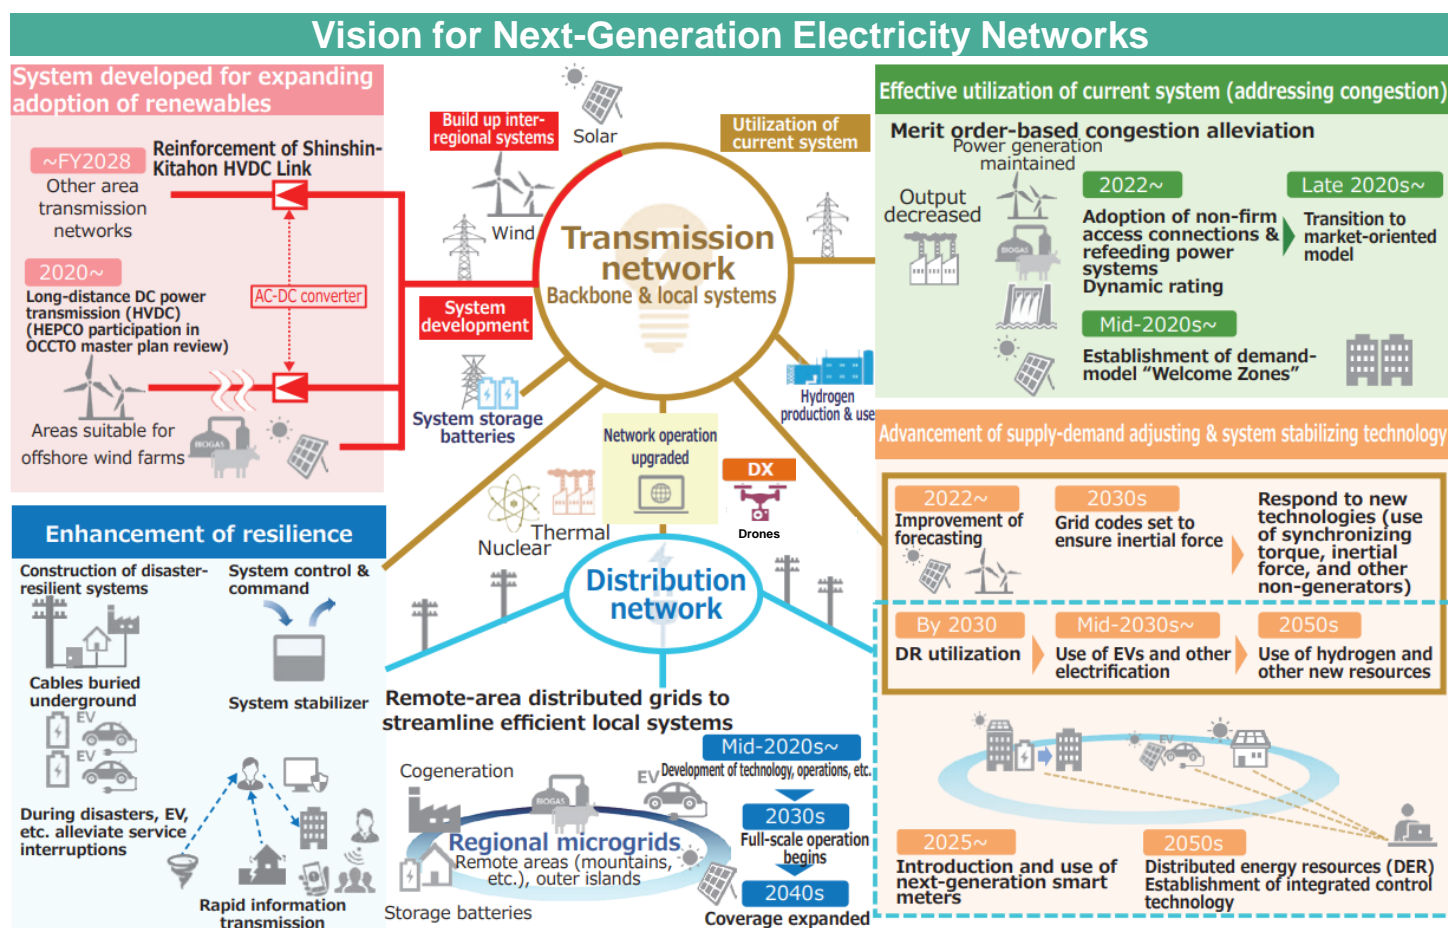 Vision for Next-Generation Electricity Networks
System developed for expanding
adoption of renewables
~FY2028
Reinforcement of Shinshin-
Kitahon HVDC Link
Other area
transmission
networks
2020~
Long-distance DC power
transmission (HVDC)
(HEPCO participation in
OCCTO master plan review)
AC-DC converter
Areas suitable for
offshore wind farms
BIOGAS
Build up inter-
regional systems
Solar
Wind
System
development
Utilization of
current system
Transmission
network
Backbone & local systems
System storage
batteries
Hydrogen
production & use
Network operation
upgraded
DX
Drones
Nuclear
Thermal
Distribution
network
Effective utilization of current system (addressing congestion)
Merit order-based congestion alleviation
Power generation
maintained
Output
decreased
BIOGAS
2022~
Adoption of non-firm
access connections &
refeeding power
systems
Dynamic rating
Late 2020s~
Transition to
market-oriented
model
Mid-2020s~
Establishment of demand-
model “Welcome Zones”
Advancement of supply-demand adjusting & system stabilizing technology
2022~
Improvement of
forecasting
2030s
Grid codes set to
ensure inertial force
Respond to new
technologies (use
of synchronizing
torque, inertial
force, and other
non-generators)
By 2030
DR utilization
Mid-2030s~
Use of EVs and other
electrification
2050s
Use of hydrogen and
other new resources
EV
2025~
Introduction and use of
next-generation smart
meters
2050s
Distributed energy resources (DER)
Establishment of integrated control
technology
Enhancement of resilience
Construction of disaster-
resilient systems
System control &
command
Cables buried
underground
System stabilizer
EV
EV
During disasters, EV,
etc. alleviate service
interruptions
Rapid information
transmission
Remote-area distributed grids to
streamline efficient local systems
Cogeneration
BIOGAS
EV
Regional microgrids
Remote areas (mountains,
etc.), outer islands
Storage batteries
Mid-2020s~
Development of technology, operations, etc.
2030s
Full-scale operation
begins
2040s
Coverage expanded